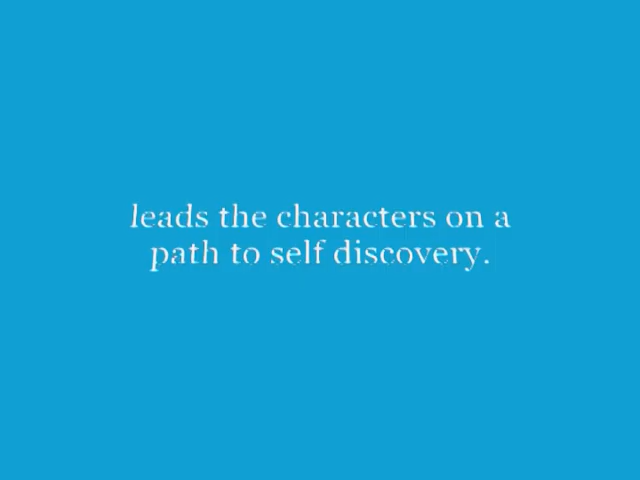 leads the characters on a
path to self discovery.